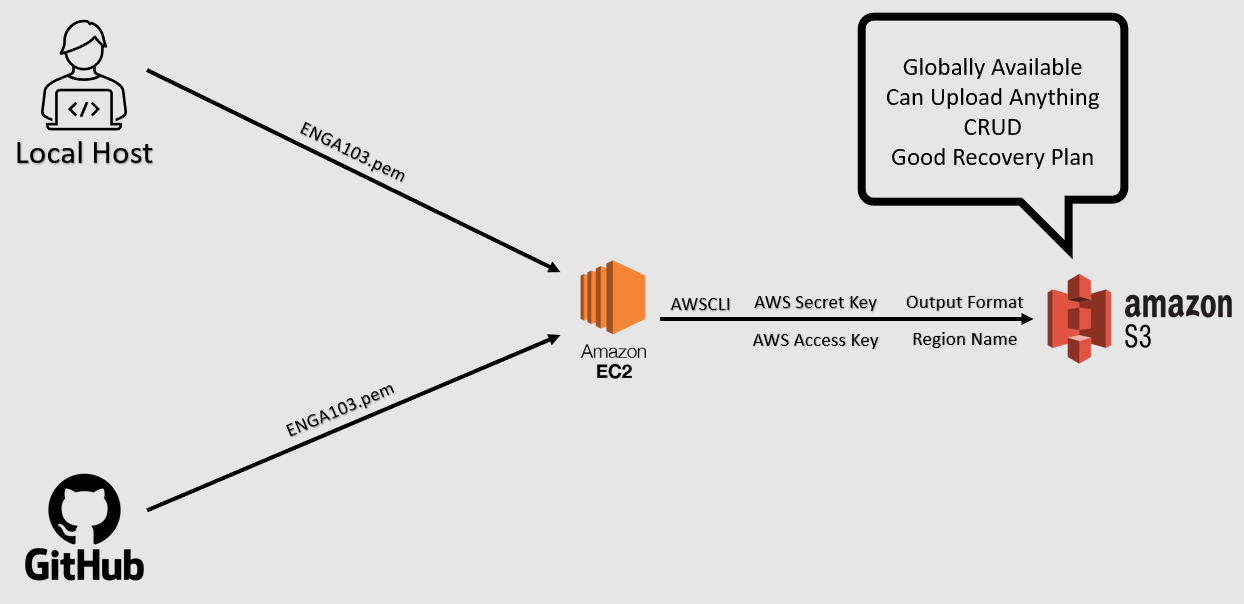 Globally Available
Can Upload Anything
CRUD
Good Recovery Plan
</>
Local Host
ENGA103.pem
AWSCLI
AWS Secret Key
Output Format
AWS Access Key
Region Name
Amazon
EC2
amazon
S3
ENGA103.pem
GitHub